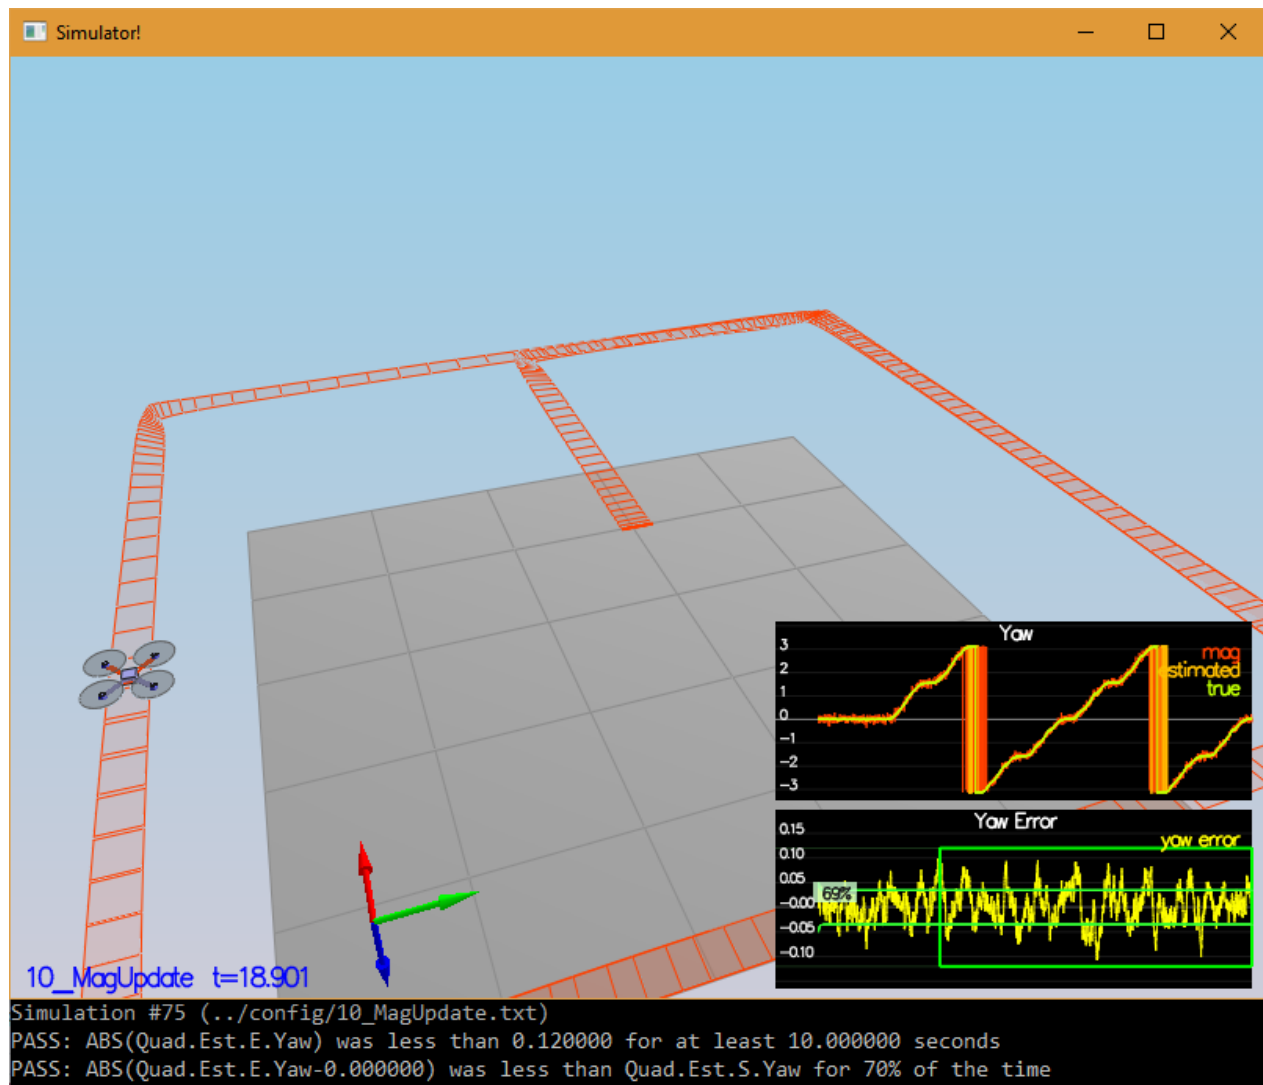 Simulator!
Yaw
3
2
1
0
-1
-2
-3
mag
estimated
true
Yaw Error
0.15
0.10
0.05
-0.00
-0.05
-0.10
yaw error
69%
10_MagUpdate t=18.901
Simulation #75 (../config/10_MagUpdate.txt)
PASS: ABS(Quad.Est.E.Yaw) was less than 0.120000 for at least 10.000000 seconds
PASS: ABS(Quad.Est.E.Yaw-0.000000) was less than Quad.Est.S.Yaw for 70% of the time